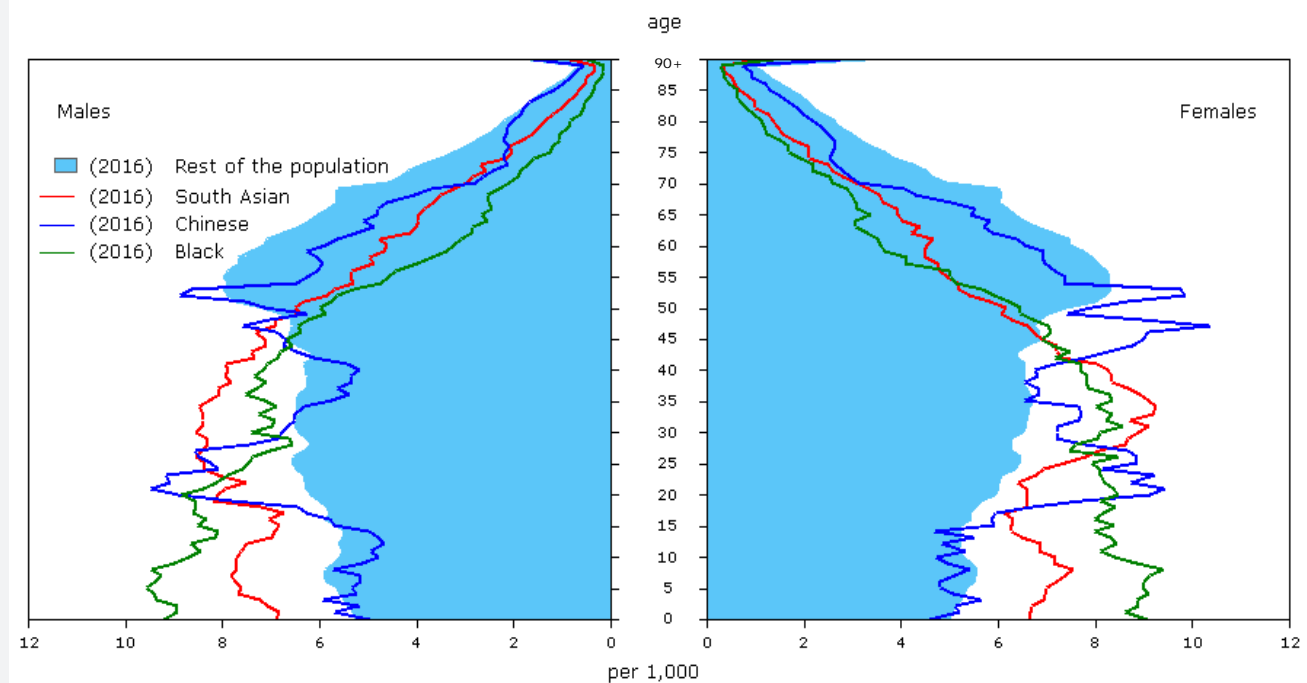 age
Males
Females
(2016) Rest of the population
(2016) South Asian
(2016) Chinese
(2016) Black
90+
85
80
75
70
65
60
55
50
45
40
35
30
25
20
15
10
5
0
12 10 8 6 4 2 0
0 2 4 6 8 10 12
per 1,000